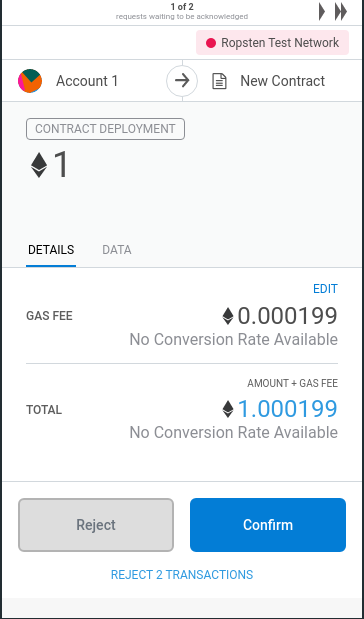 1 of 2
requests waiting to be acknowledged
Ropsten Test Network
Account 1
New Contract
CONTRACT DEPLOYMENT
1
DETAILS
DATA
EDIT
GAS FEE
0.000199
No Conversion Rate Available
AMOUNT + GAS FEE
TOTAL
1.000199
No Conversion Rate Available
Reject
Confirm
REJECT 2 TRANSACTIONS